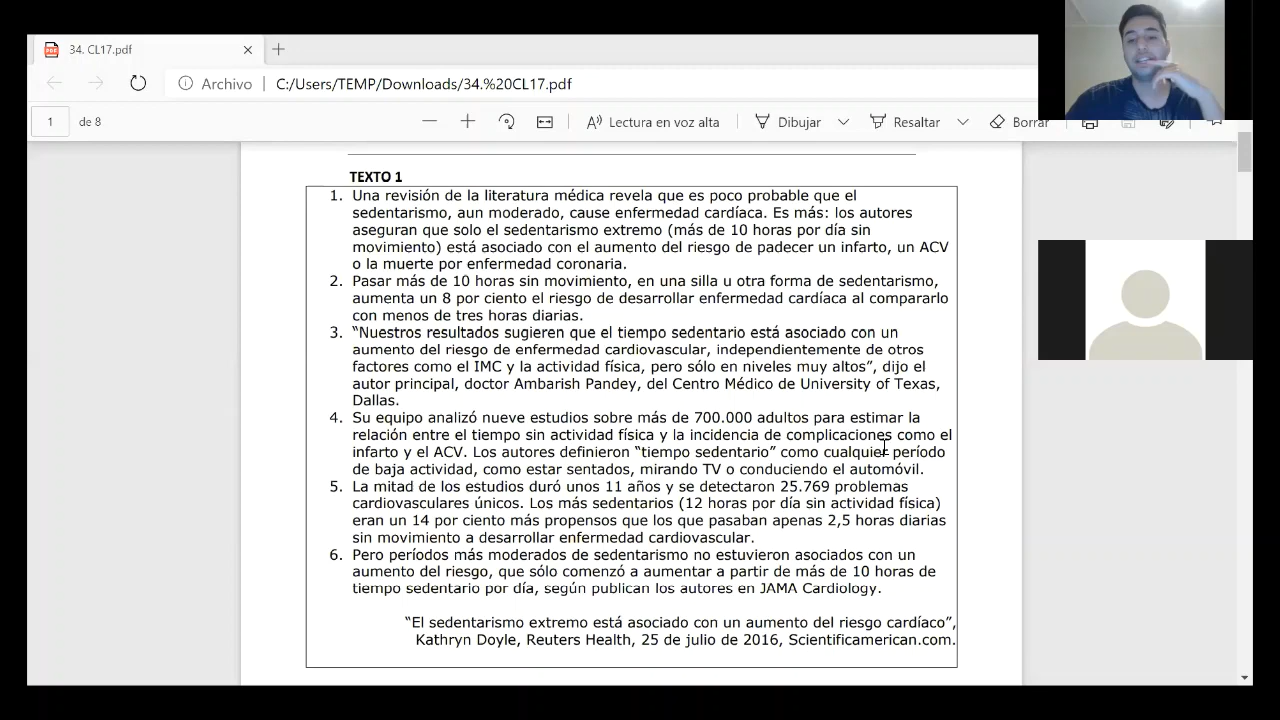 34. CL17.pdf
Archivo C:/Users/TEMP/Downloads/34.%20CL17.pdf
1 de 8 Lectura en voz alta Dibujar Resaltar Borrar
TEXTO 1
1. Una revisión de la literatura médica revela que es poco probable que el
sedentarismo, aun moderado, cause enfermedad cardíaca. Es más: los autores
aseguran que solo el sedentarismo extremo (más de 10 horas por día sin
movimiento) está asociado con el aumento del riesgo de padecer un infarto, un ACV
o la muerte por enfermedad coronaria.
2. Pasar más de 10 horas sin movimiento, en una silla u otra forma de sedentarismo,
aumenta un 8 por ciento el riesgo de desarrollar enfermedad cardíaca al compararlo
con menos de tres horas diarias.
3. “Nuestros resultados sugieren que el tiempo sedentario está asociado con un
aumento del riesgo de enfermedad cardiovascular, independientemente de otros
factores como el IMC y la actividad física, pero sólo en niveles muy altos”, dijo el
autor principal, doctor Ambarish Pandey, del Centro Médico de University of Texas,
Dallas.
4. Su equipo analizó nueve estudios sobre más de 700.000 adultos para estimar la
relación entre el tiempo sin actividad física y la incidencia de complicaciones como el
infarto y el ACV. Los autores definieron “tiempo sedentario” como cualquier período
de baja actividad, como estar sentados, mirando TV o conduciendo el automóvil.
5. La mitad de los estudios duró unos 11 años y se detectaron 25.769 problemas
cardiovasculares únicos. Los más sedentarios (12 horas por día sin actividad física)
eran un 14 por ciento más propensos que los que pasaban apenas 2,5 horas diarias
sin movimiento a desarrollar enfermedad cardiovascular.
6. Pero períodos más moderados de sedentarismo no estuvieron asociados con un
aumento del riesgo, que sólo comenzó a aumentar a partir de más de 10 horas de
tiempo sedentario por día, según publican los autores en JAMA Cardiology.
“El sedentarismo extremo está asociado con un aumento del riesgo cardíaco”,
Kathryn Doyle, Reuters Health, 25 de julio de 2016, Scientificamerican.com.